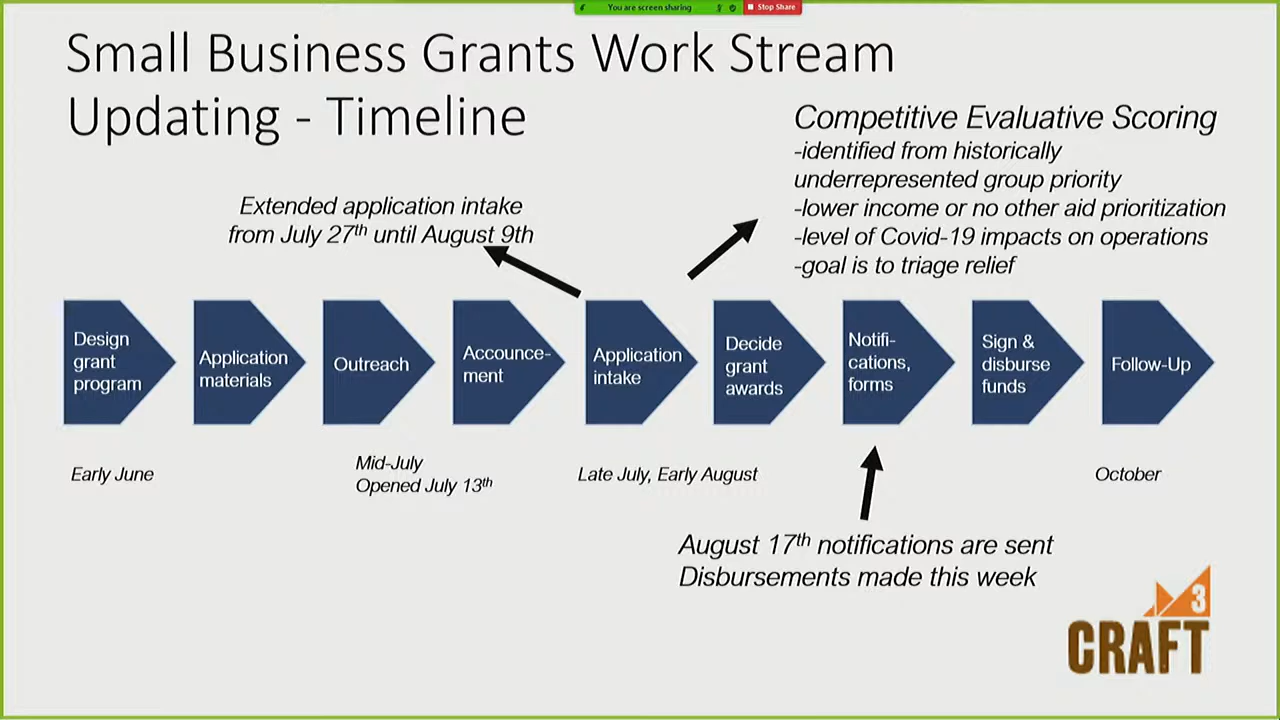 You are screen sharing
Stop Share
Small Business Grants Work Stream
Updating - Timeline
Competitive Evaluative Scoring
-identified from historically
underrepresented group priority
-lower income or no other aid prioritization
-level of Covid-19 impacts on operations
-goal is to triage relief
Extended application intake
from July 27th until August 9th
Design
grant
program
Application
materials
Outreach
Accounce-
ment
Application
intake
Decide
grant
awards
Notifi-
cations,
forms
Sign &
disburse
funds
Follow-Up
Early June
Mid-July
Opened July 13th
Late July, Early August
October
August 17th notifications are sent
Disbursements made this week
3
CRAFT